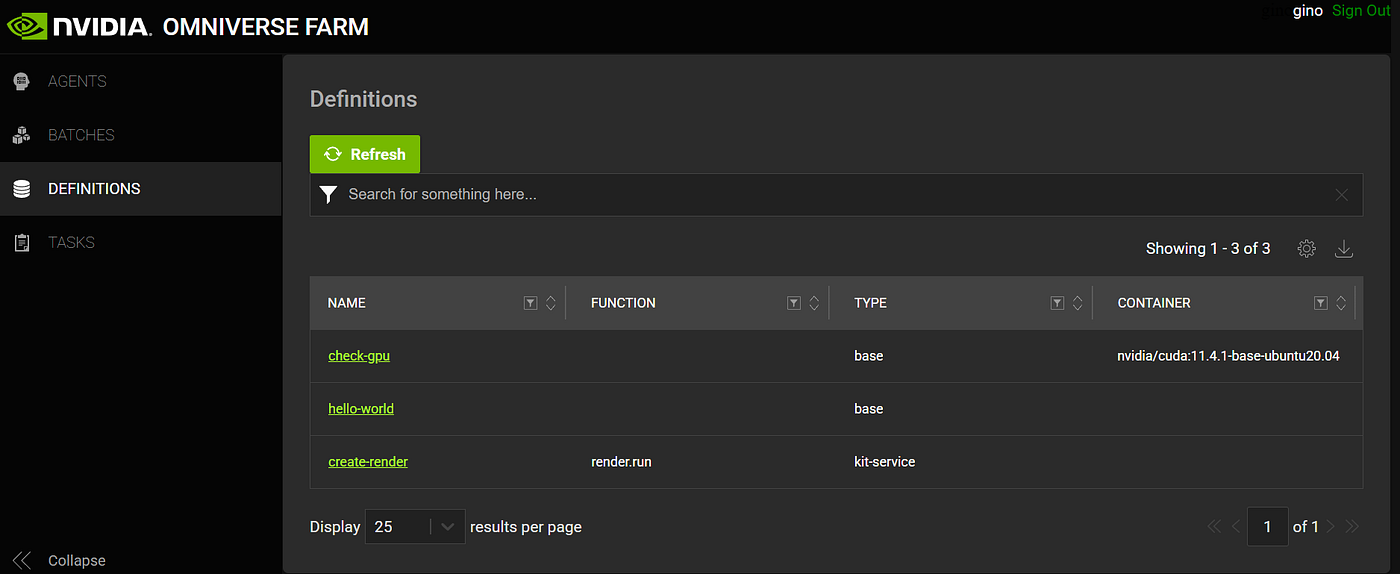 NVIDIA. OMNIVERSE FARM
gino Sign Out
AGENTS
BATCHES
DEFINITIONS
TASKS
Collapse
Definitions
Refresh
Search for something here...
Showing 1 - 3 of 3
NAME FUNCTION TYPE CONTAINER
check-gpu base nvidia/cuda:11.4.1-base-ubuntu20.04
hello-world base
create-render render.run kit-service
Display 25 results per page
1 of 1